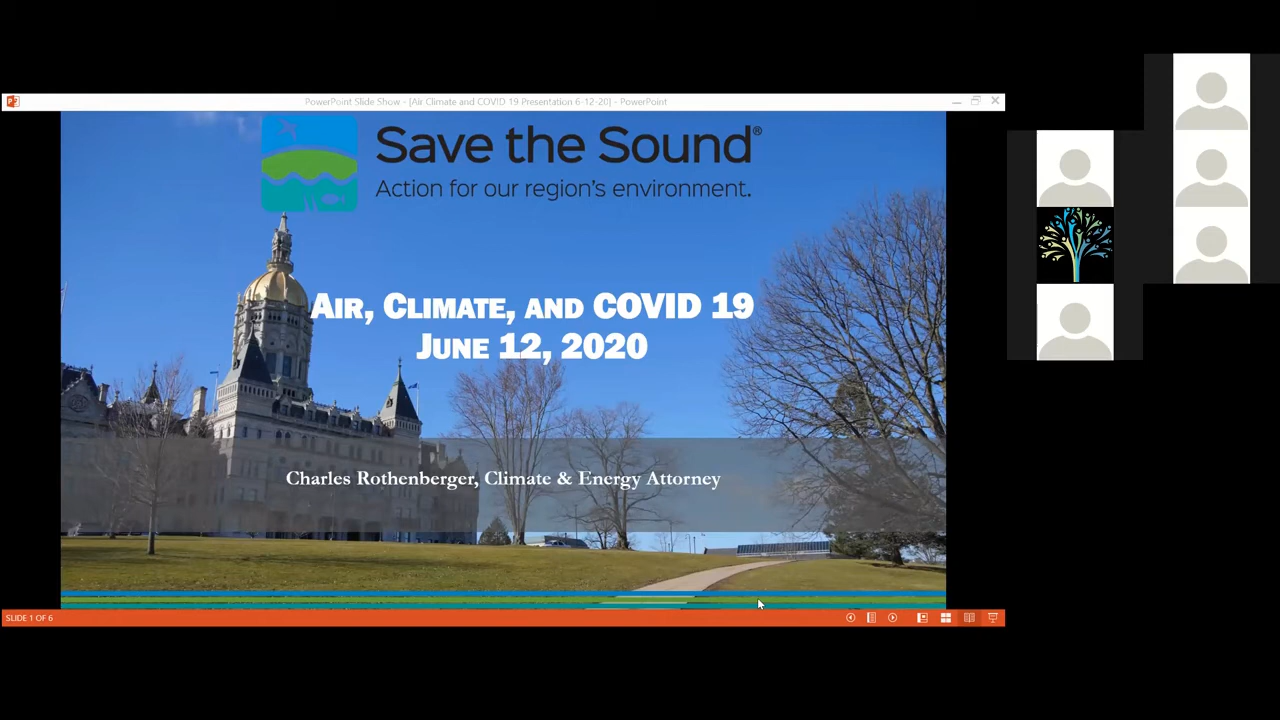 PowerPoint Slide Show - [Air Climate and COVID 19 Presentation 6-12-20] - PowerPoint
Save the Sound®
Action for our region's environment.
AIR, CLIMATE, AND COVID 19
JUNE 12, 2020
Charles Rothenberger, Climate & Energy Attorney
SLIDE 1 OF 6